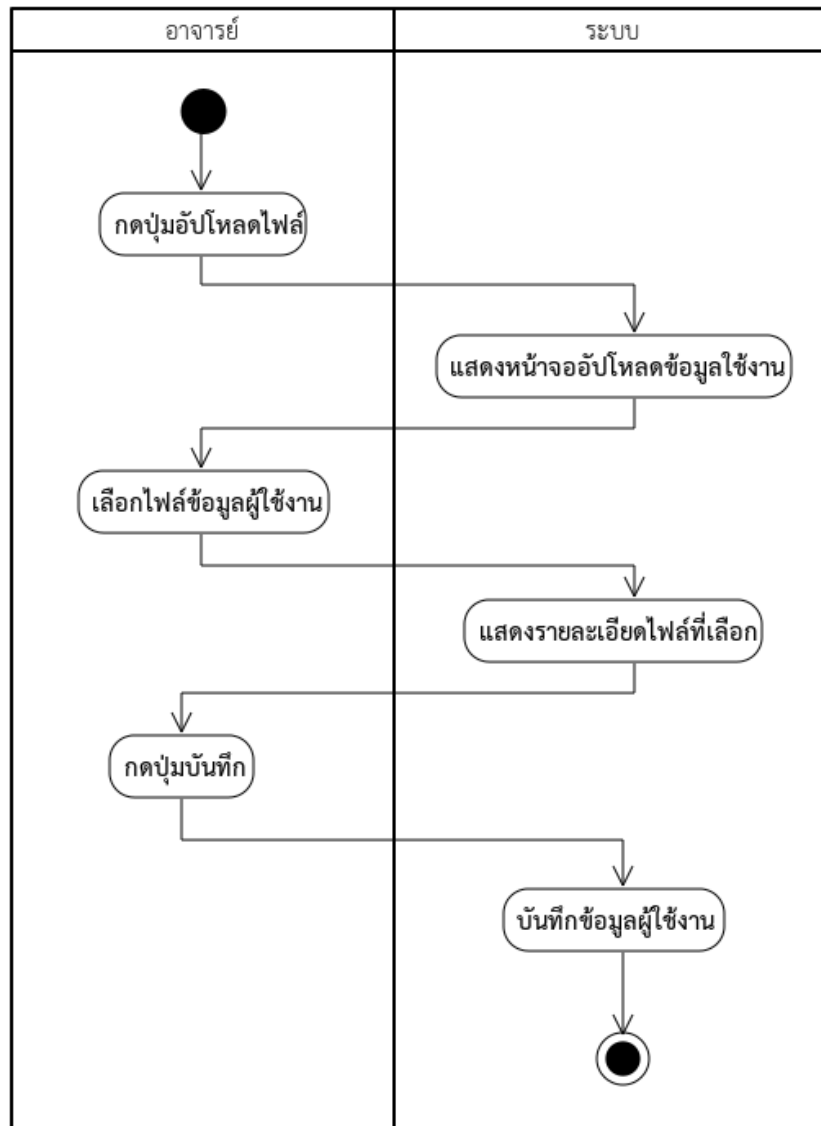 อาจารย์
ระบบ
กดปุ่มอัปโหลดไฟล์
แสดงหน้าจออัปโหลดข้อมูลใช้งาน
เลือกไฟล์ข้อมูลผู้ใช้งาน
แสดงรายละเอียดไฟล์ที่เลือก
กดปุ่มบันทึก
บันทึกข้อมูลผู้ใช้งาน